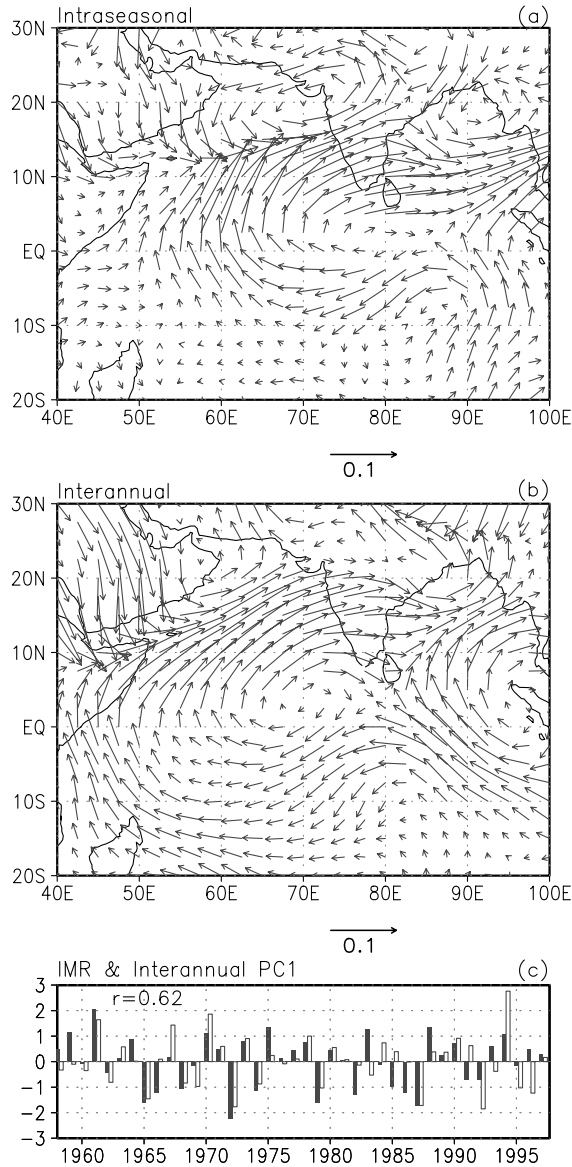 Intraseasonal (a)
30N
20N
10N
EQ
10S
20S
40E 50E 60E 70E 80E 90E 100E
0.1
Interannual (b)
30N
20N
10N
EQ
10S
20S
40E 50E 60E 70E 80E 90E 100E
0.1
IMR & Interannual PC1 (c)
3
r=0.62
2
1
0
−1
−2
−3
1960 1965 1970 1975 1980 1985 1990 1995